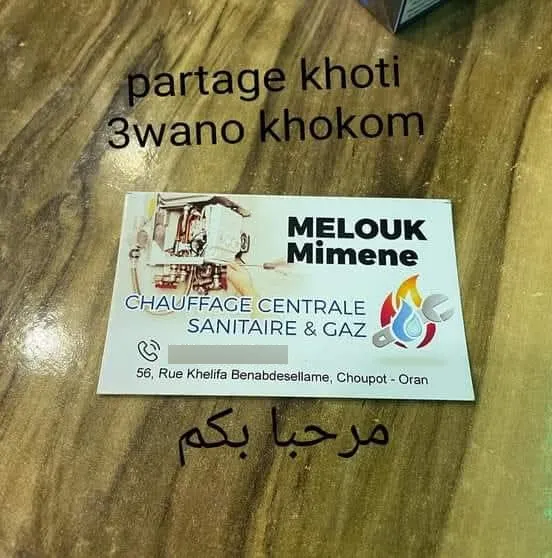 partage khoti
3wano khokom
MELOUK
Mimene
CHAUFFAGE CENTRALE
SANITAIRE & GAZ
56, Rue Khelifa Benabdesellame, Choupot - Oran
مرحبا بكم